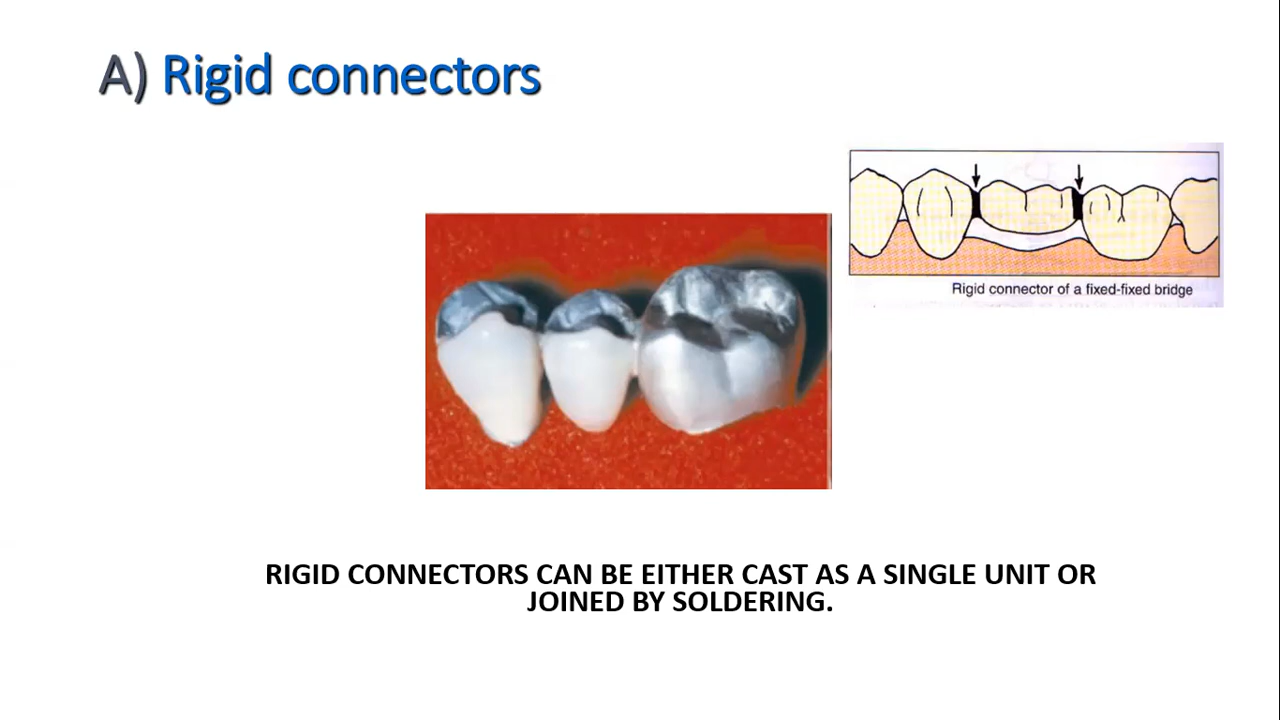 A) Rigid connectors
Rigid connector of a fixed-fixed bridge
RIGID CONNECTORS CAN BE EITHER CAST AS A SINGLE UNIT OR
JOINED BY SOLDERING.